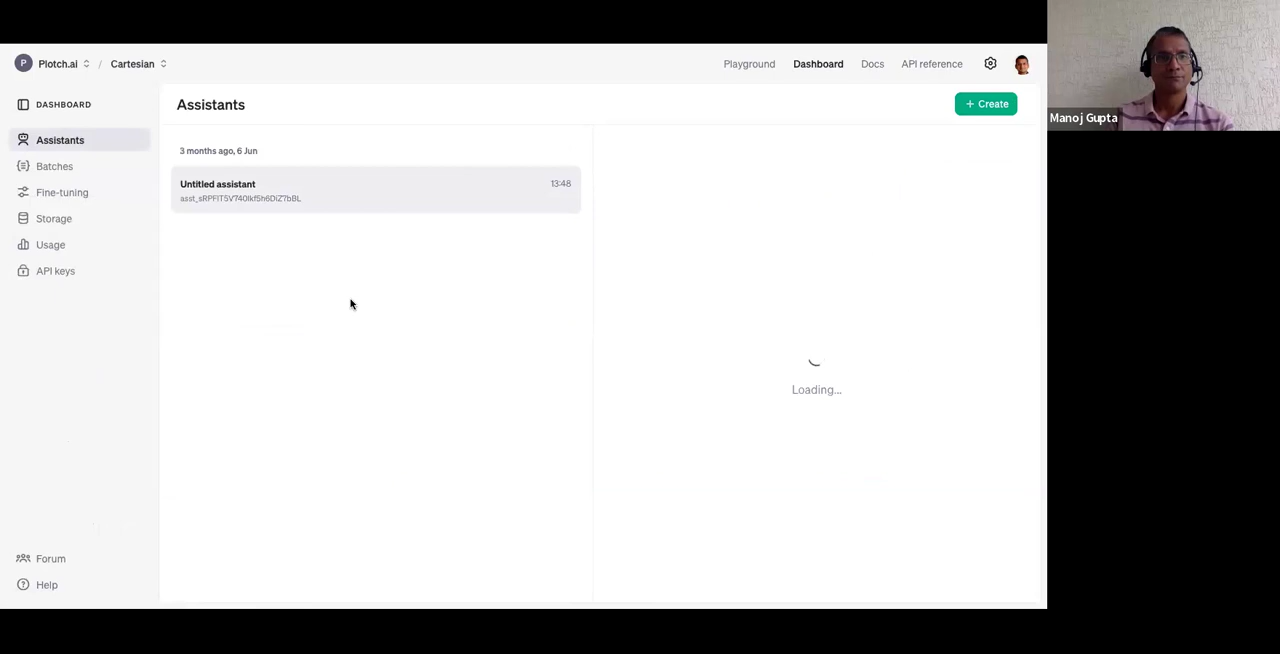 P Plotch.ai / Cartesian
Playground Dashboard Docs API reference
DASHBOARD
Assistants
Batches
Fine-tuning
Storage
Usage
API keys
Forum
Help
Assistants
+ Create
3 months ago, 6 Jun
Untitled assistant 13:48
Loading...
Manoj Gupta